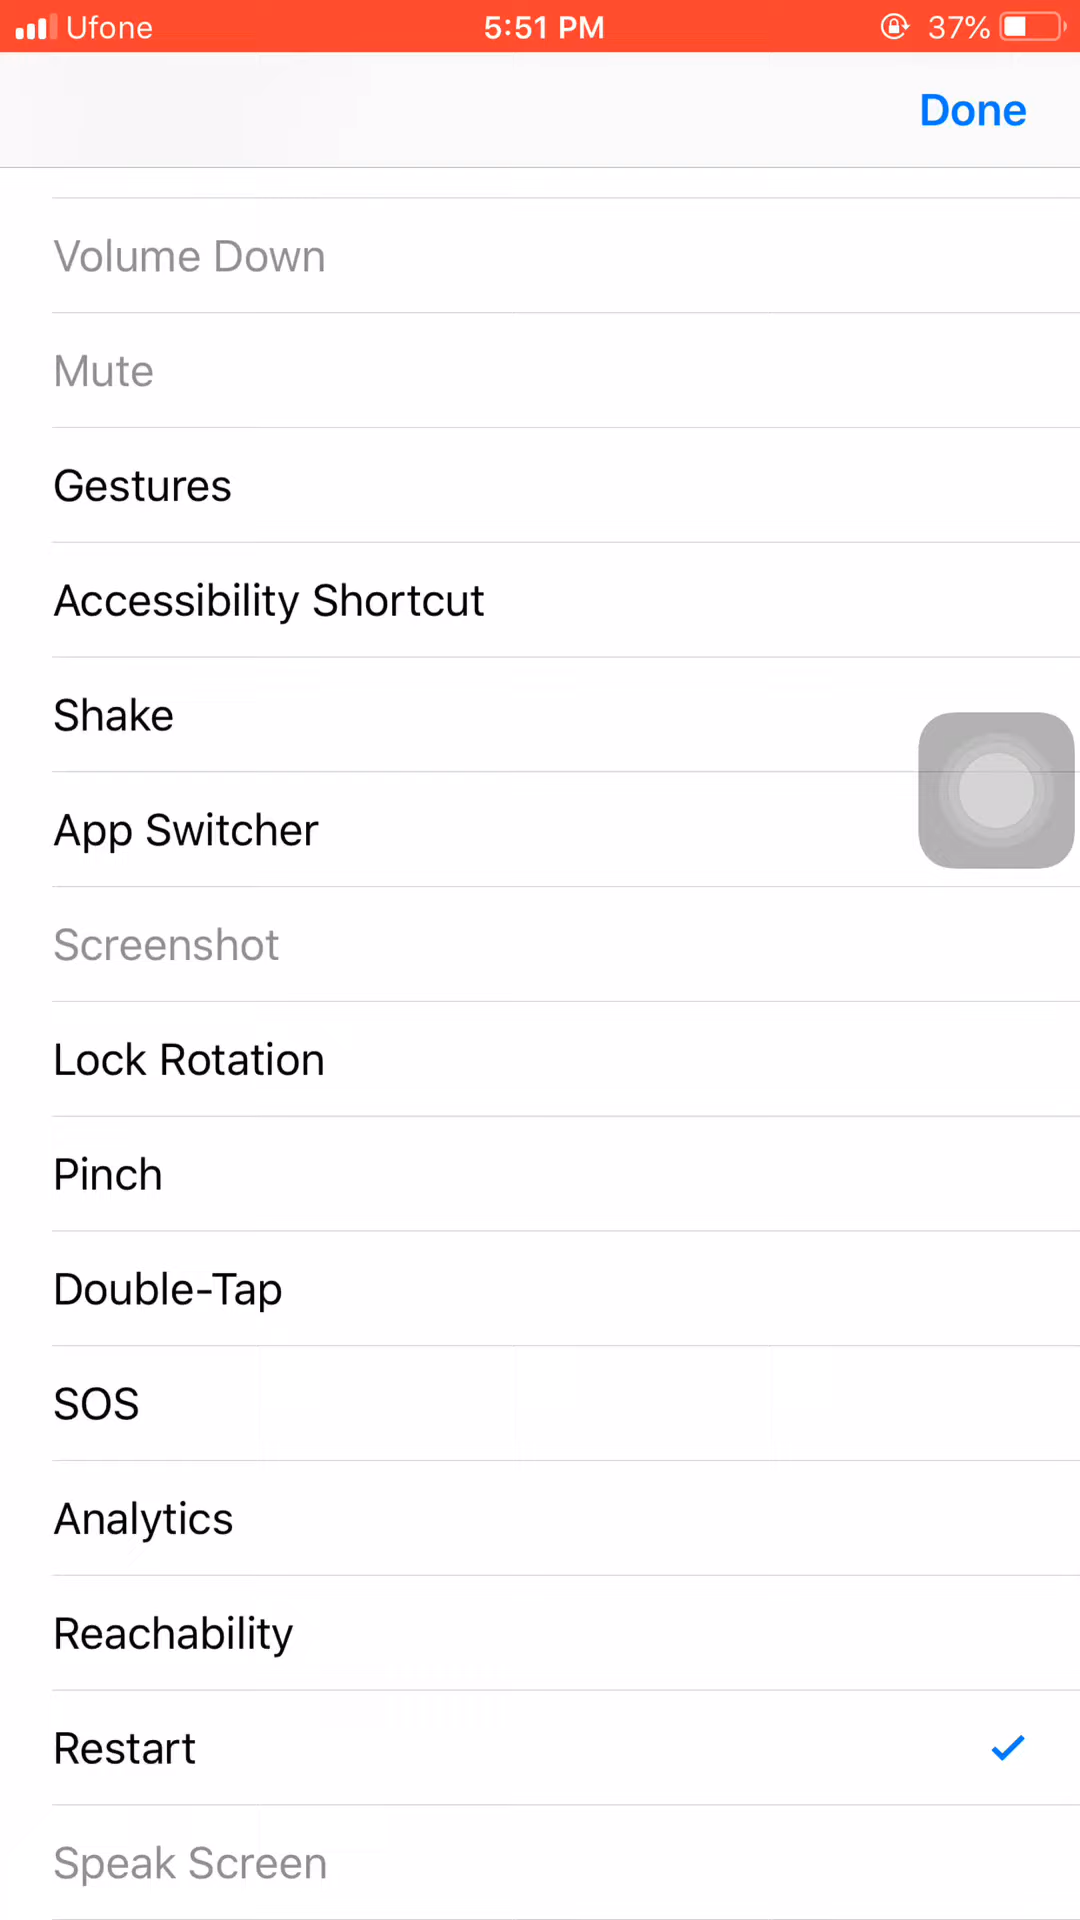 Ufone 5:51 PM 37%
Done
Volume Down
Mute
Gestures
Accessibility Shortcut
Shake
App Switcher
Screenshot
Lock Rotation
Pinch
Double-Tap
SOS
Analytics
Reachability
Restart
Speak Screen